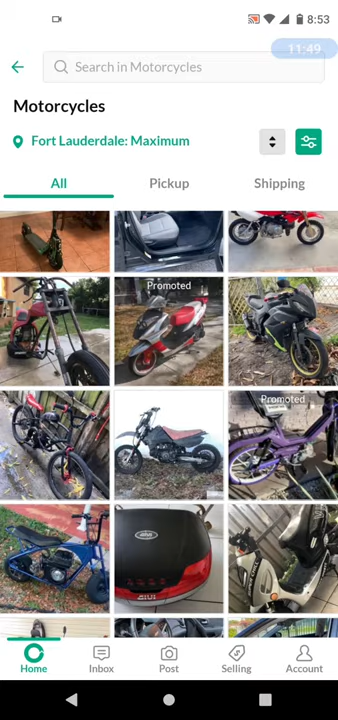 8:53
11:49
Search in Motorcycles
Motorcycles
Fort Lauderdale: Maximum
All
Pickup
Shipping
Promoted
Promoted
GIVI
Home
Inbox
Post
Selling
Account